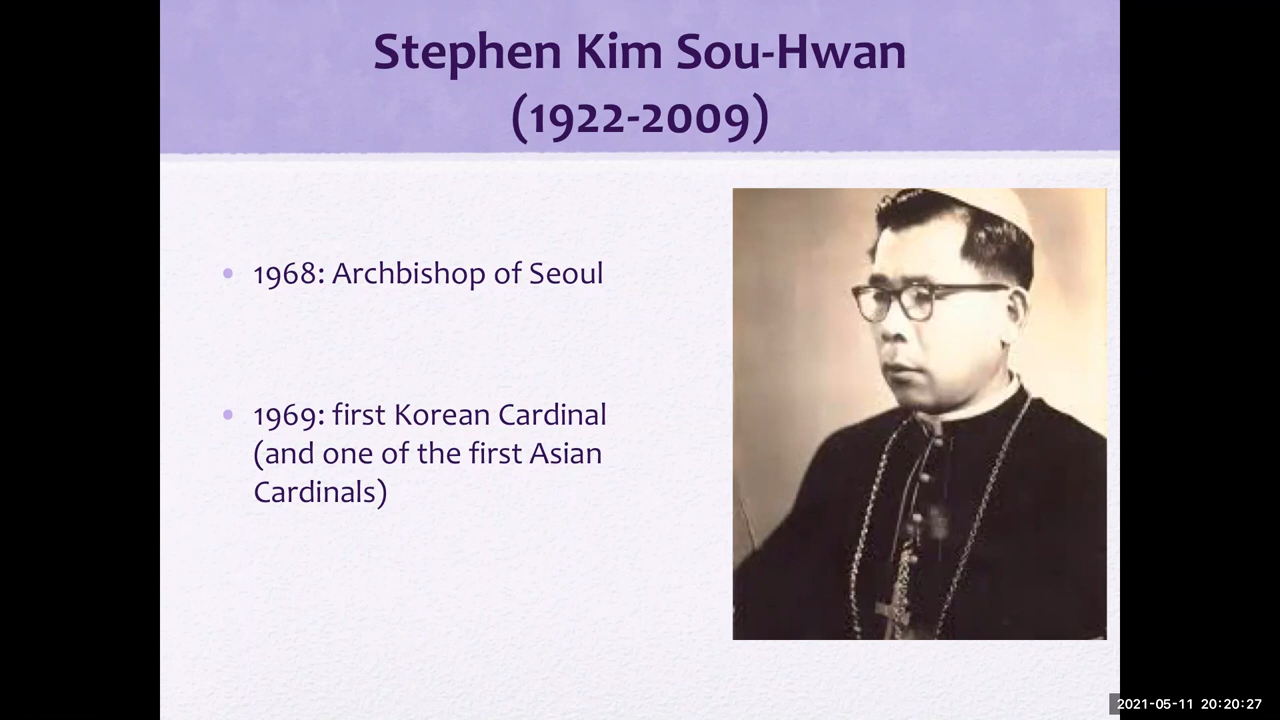 Stephen Kim Sou-Hwan
(1922-2009)
• 1968: Archbishop of Seoul
• 1969: first Korean Cardinal
(and one of the first Asian
Cardinals)
2021-05-11 20:20:27